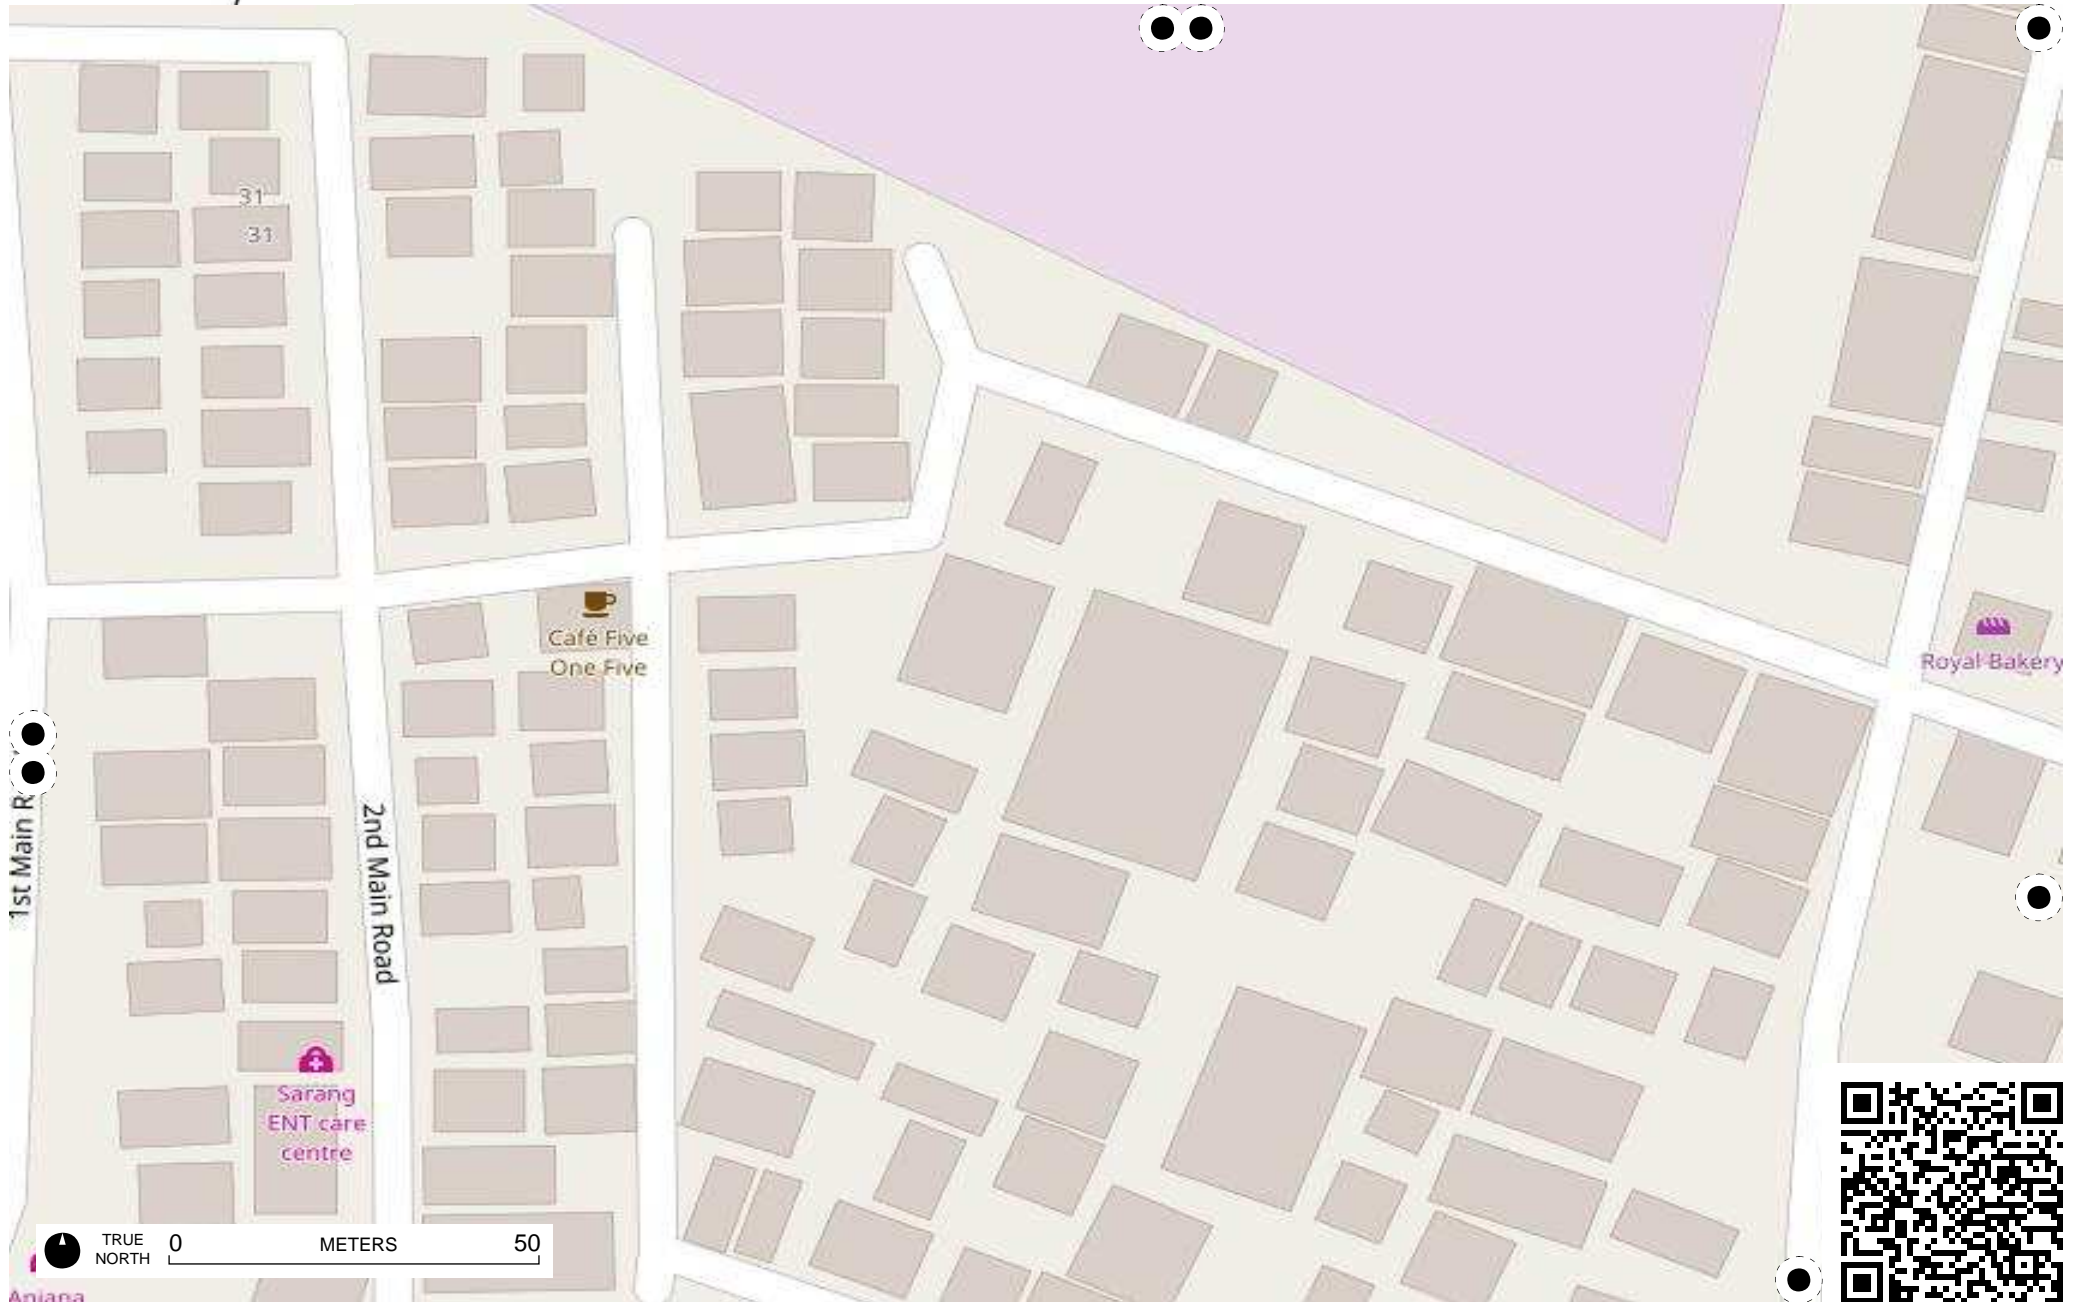 31
31
Café Five
One Five
Royal Bakery
1st Main R
2nd Main Road
Sarang
ENT care
centre
TRUE
NORTH
0
METERS
50